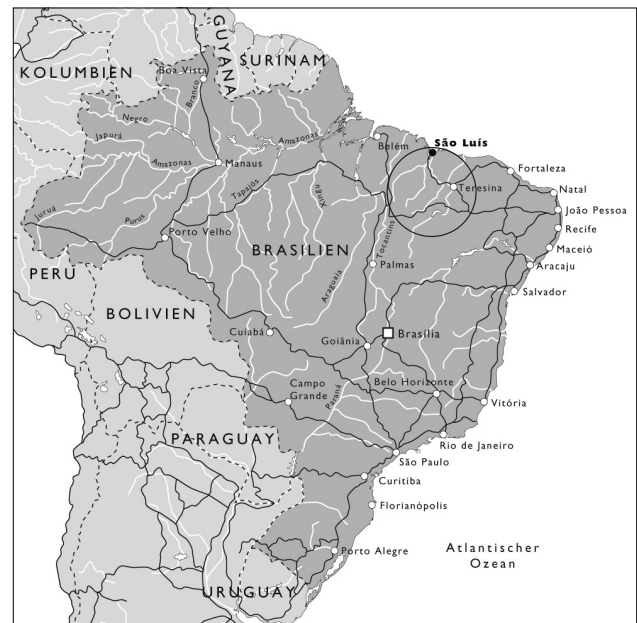 GUYANA
KOLUMBIEN
SURINAM
Boa Vista
Branco
Negro
Japurá
Amazonas
Amazonas
Belém
São Luís
Manaus
Fortaleza
Teresina
Natal
Tapajós
Xingu
Juruá
Purus
João Pessoa
Porto Velho
Recife
BRASILIEN
Tocantins
Maceió
PERU
Palmas
Aracaju
Araguaia
Salvador
BOLIVIEN
Cuiabá
Goiânia
Brasília
Campo
Grande
Belo Horizonte
Paraná
Vitória
PARAGUAY
Rio de Janeiro
São Paulo
Curitiba
Florianópolis
Porto Alegre
Atlantischer
Ozean
URUGUAY